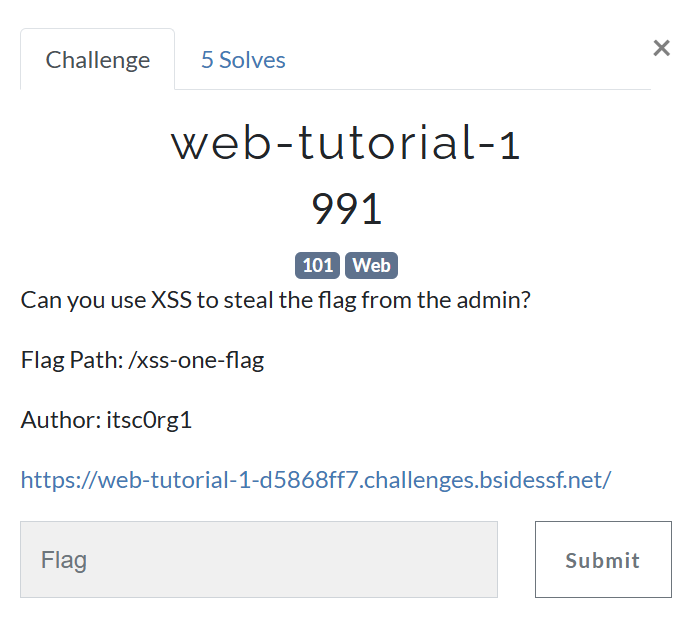 Challenge
5 Solves
×
web-tutorial-1
991
101 Web
Can you use XSS to steal the flag from the admin?
Flag Path: /xss-one-flag
Author: itsc0rg1
https://web-tutorial-1-d5868ff7.challenges.bsidessf.net/
Flag
Submit